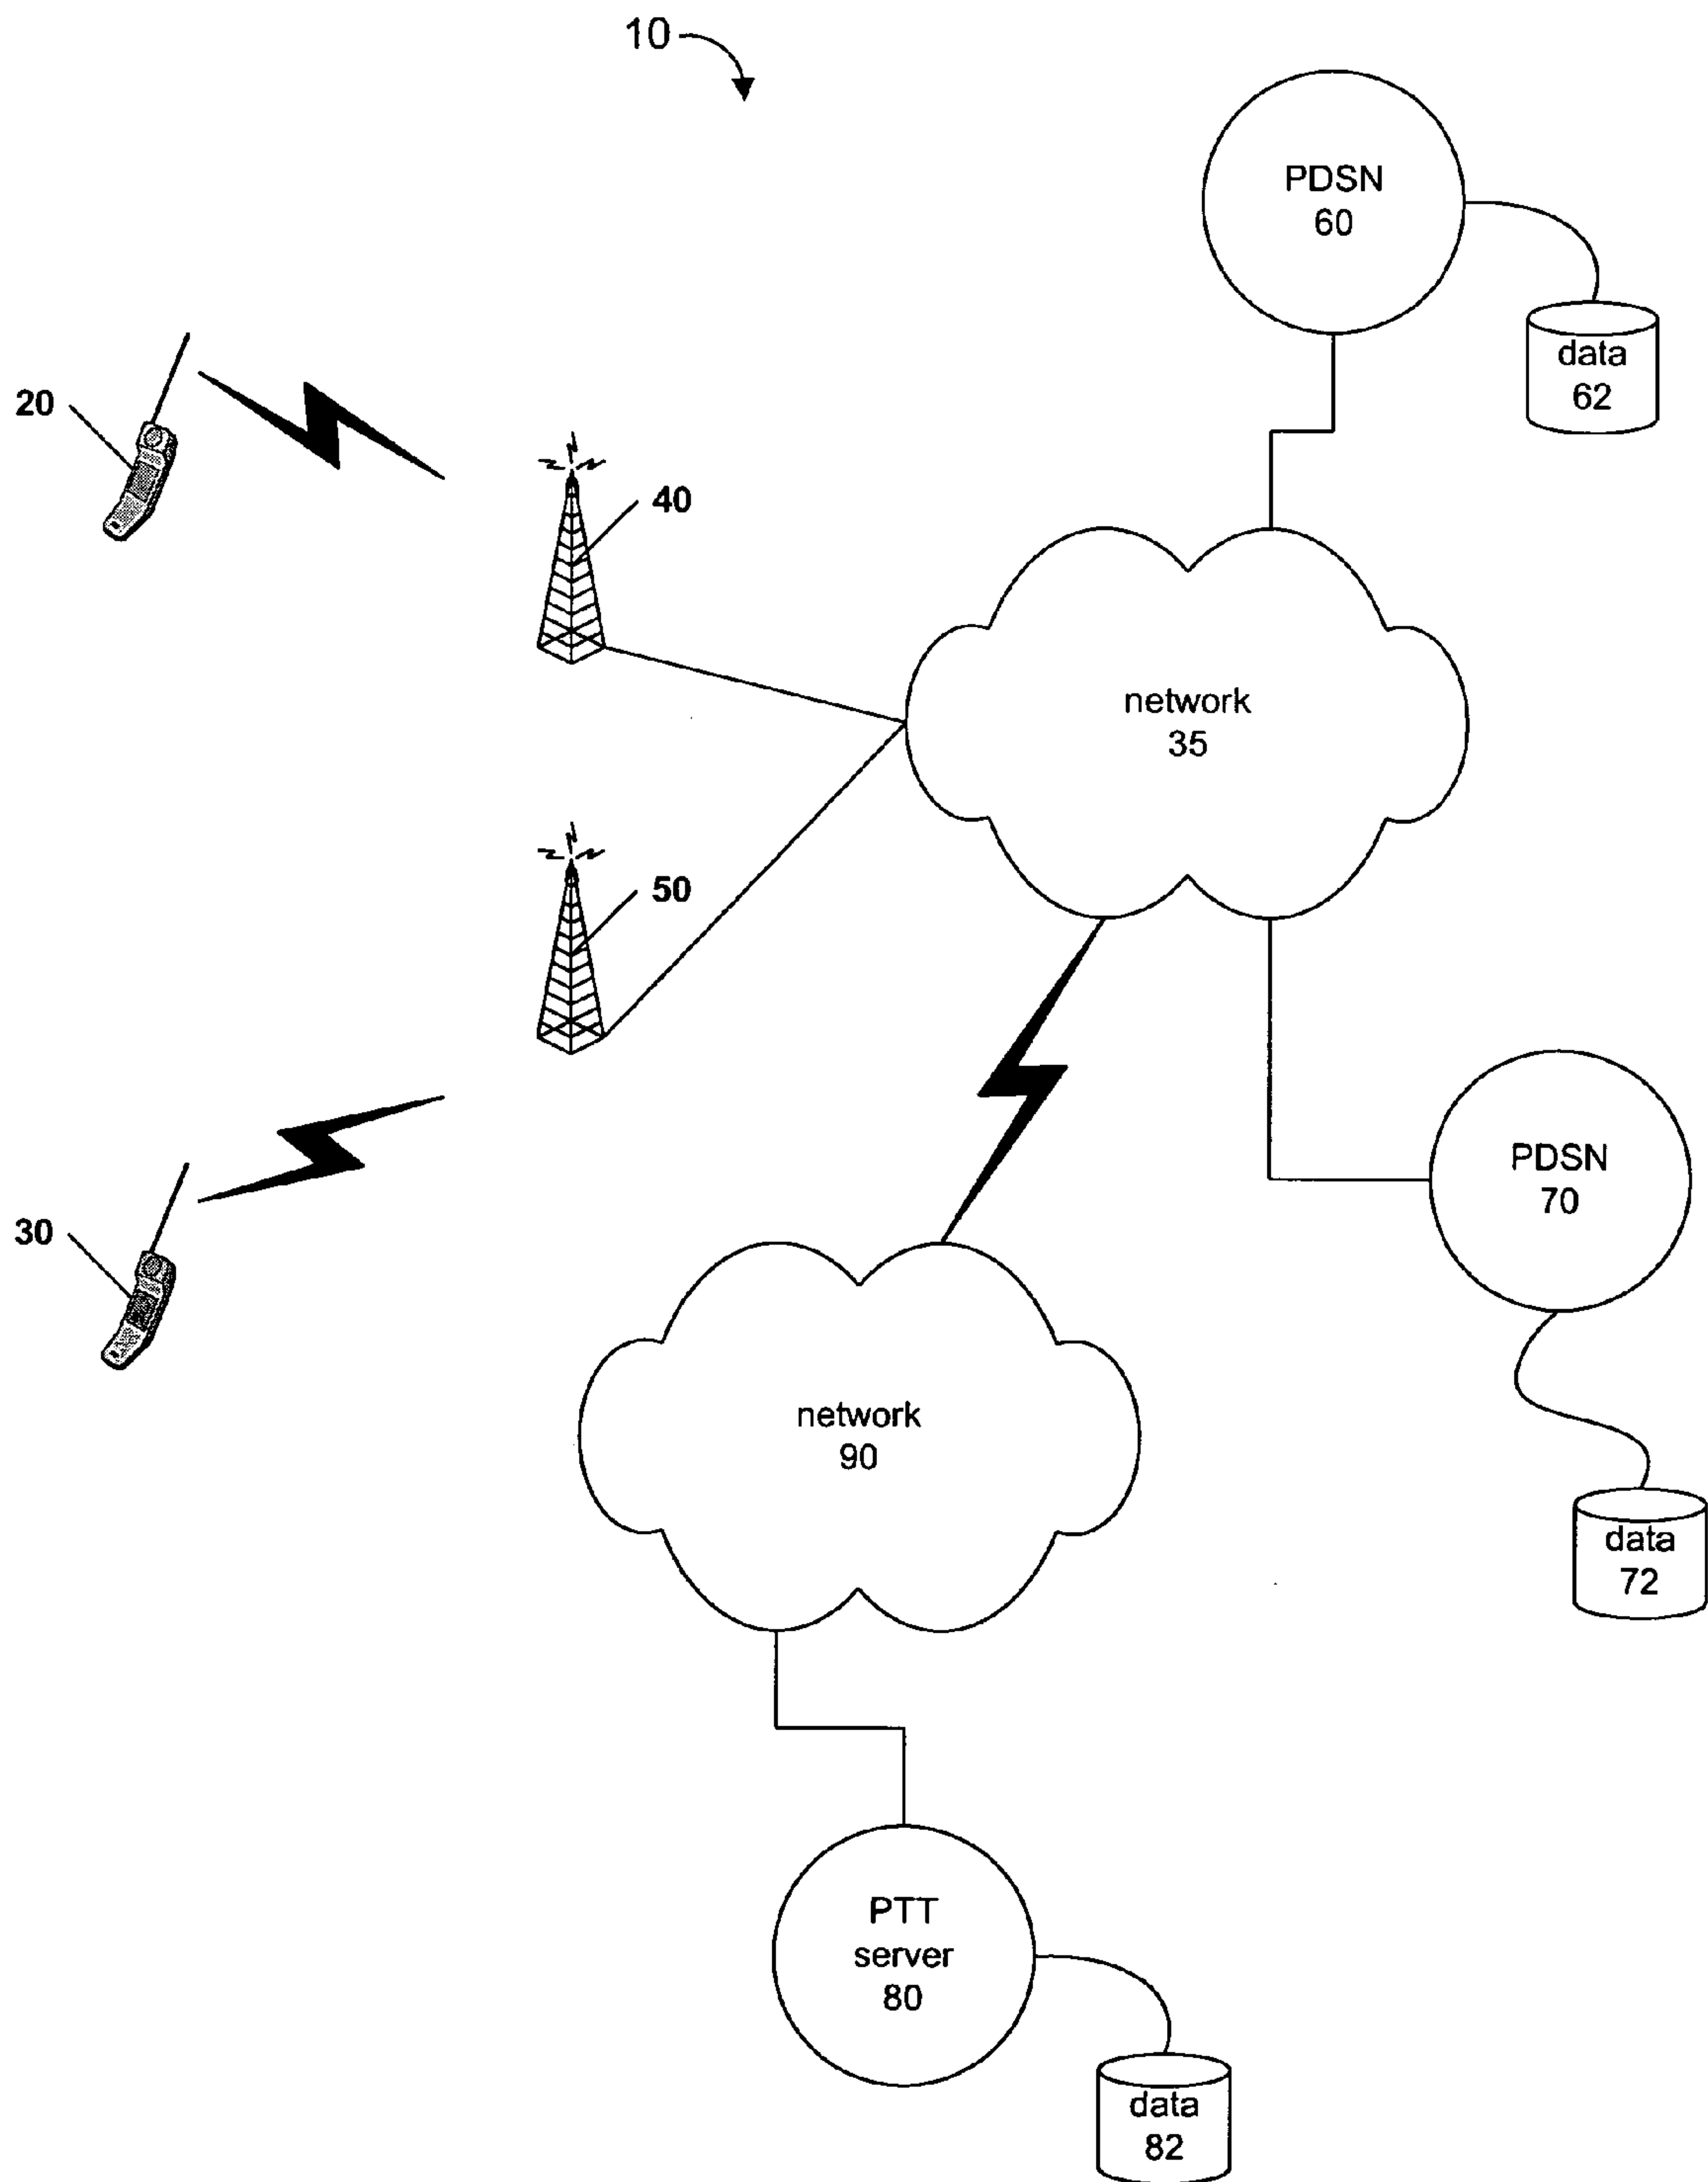 10
PDSN
60
data
62
20
40
network
35
50
PDSN
70
30
network
90
data
72
PTT
server
80
data
82